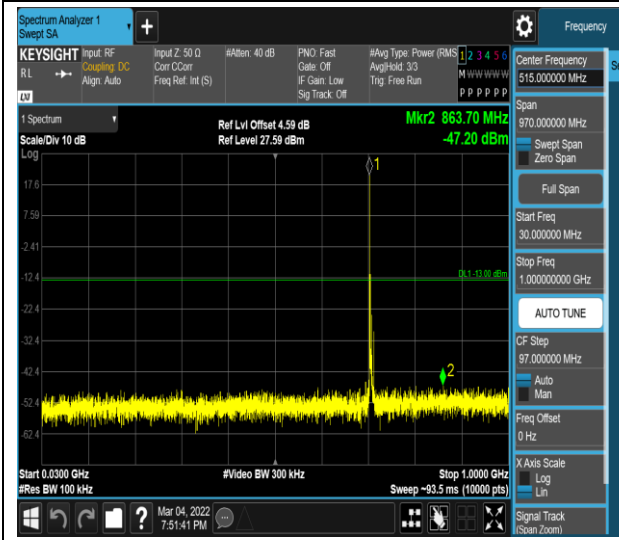 Spectrum Analyzer 1
Swept SA
Frequency
KEYSIGHT
RL
LXI
Input: RF
Coupling: DC
Align: Auto
Input Z: 50 Ω
Corr CCorr
Freq Ref: Int (S)
#Atten: 40 dB
PNO: Fast
Gate: Off
IF Gain: Low
Sig Track: Off
#Avg Type: Power (RMS
Avg|Hold: 3/3
Trig: Free Run
1 2 3 4 5 6
M W W W W W
P P P P P P
1 Spectrum
Scale/Div 10 dB
Log
Ref Lvl Offset 4.59 dB
Ref Level 27.59 dBm
Mkr2 863.70 MHz
-47.20 dBm
1
17.6
7.59
-2.41
-12.4
DL1 -13.00 dBm
-22.4
-32.4
-42.4
2
-52.4
-62.4
Start 0.0300 GHz
#Res BW 100 kHz
#Video BW 300 kHz
Stop 1.0000 GHz
Sweep ~93.5 ms (10000 pts)
Mar 04, 2022
7:51:41 PM
Center Frequency
515.000000 MHz
Span
970.000000 MHz
Swept Span
Zero Span
Full Span
Start Freq
30.000000 MHz
Stop Freq
1.000000000 GHz
AUTO TUNE
CF Step
97.000000 MHz
Auto
Man
Freq Offset
0 Hz
X Axis Scale
Log
Lin
Signal Track
(Span Zoom)